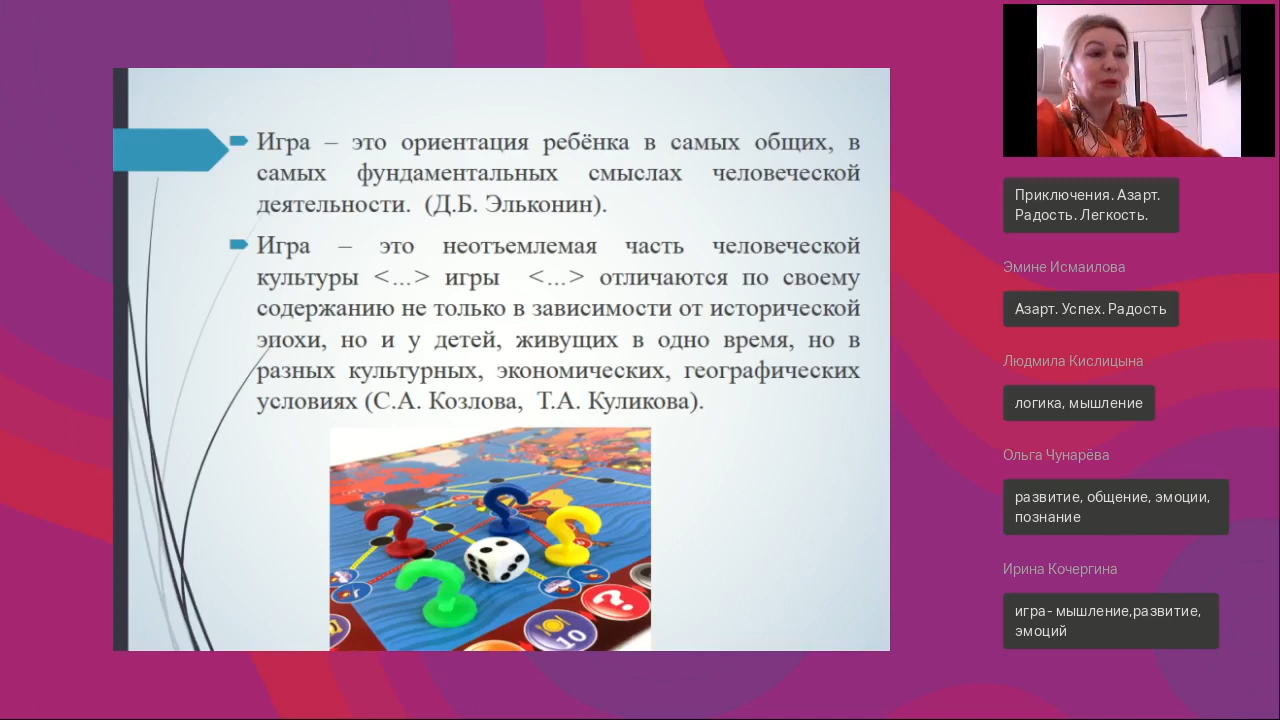 Игра – это ориентация ребёнка в самых общих, в
самых фундаментальных смыслах человеческой
деятельности. (Д.Б. Эльконин).
Игра – это неотъемлемая часть человеческой
культуры <...> игры <...> отличаются по своему
содержанию не только в зависимости от исторической
эпохи, но и у детей, живущих в одно время, но в
разных культурных, экономических, географических
условиях (С.А. Козлова, Т.А. Куликова).
10
Приключения. Азарт.
Радость. Легкость.
Эмине Исмаилова
Азарт. Успех. Радость
Людмила Кислицына
логика, мышление
Ольга Чунарёва
развитие, общение, эмоции,
познание
Ирина Кочергина
игра- мышление,развитие,
эмоций